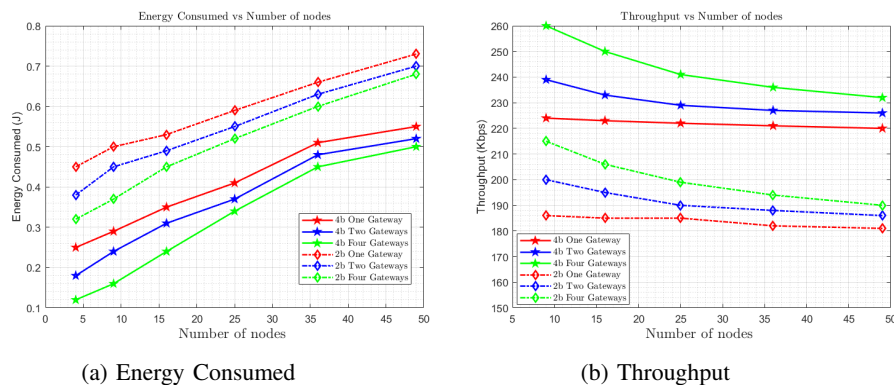 Energy Consumed vs Number of nodes
0.8
0.7
0.6
0.5
0.4
0.3
0.2
0.1
Energy Consumed (J)
4b One Gateway
4b Two Gateways
4b Four Gateways
2b One Gateway
2b Two Gateways
2b Four Gateways
0 5 10 15 20 25 30 35 40 45 50
Number of nodes
(a) Energy Consumed
Throughput vs Number of nodes
260
250
240
230
220
210
200
190
180
170
160
150
Throughput (Kbps)
4b One Gateway
4b Two Gateways
4b Four Gateways
2b One Gateway
2b Two Gateways
2b Four Gateways
5 10 15 20 25 30 35 40 45 50
Number of nodes
(b) Throughput